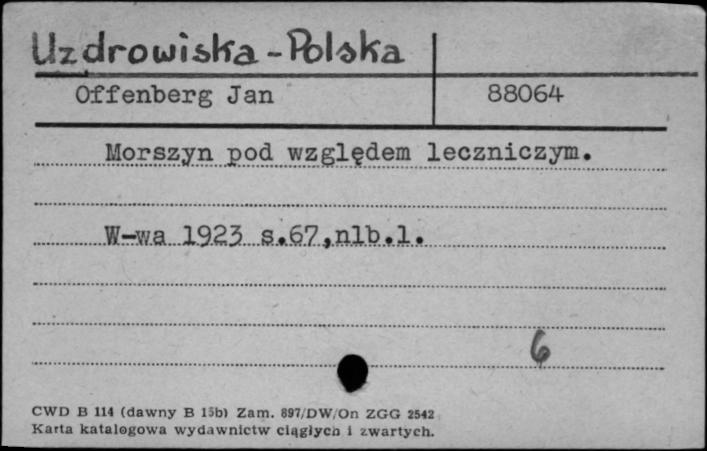 Uzdrowiska - Polska
Offenberg Jan 88064
Morszyn pod względem leczniczym.
W-wa 1923 s.67,nlb.1.
6
CWD B 114 (dawny B 15b) Zam. 897/DW/On ZGG 2542
Karta katalogowa wydawnictw ciągłych i zwartych.